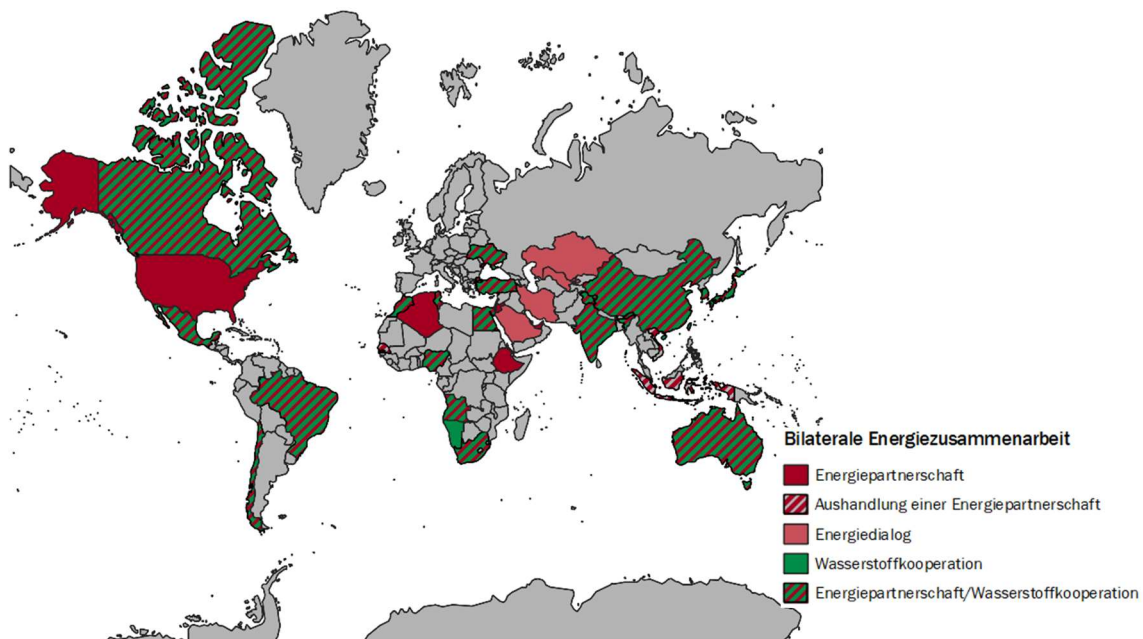 Bilaterale Energiezusammenarbeit
Energiepartnerschaft
Aushandlung einer Energiepartnerschaft
Energiedialog
Wasserstoffkooperation
Energiepartnerschaft/Wasserstoffkooperation